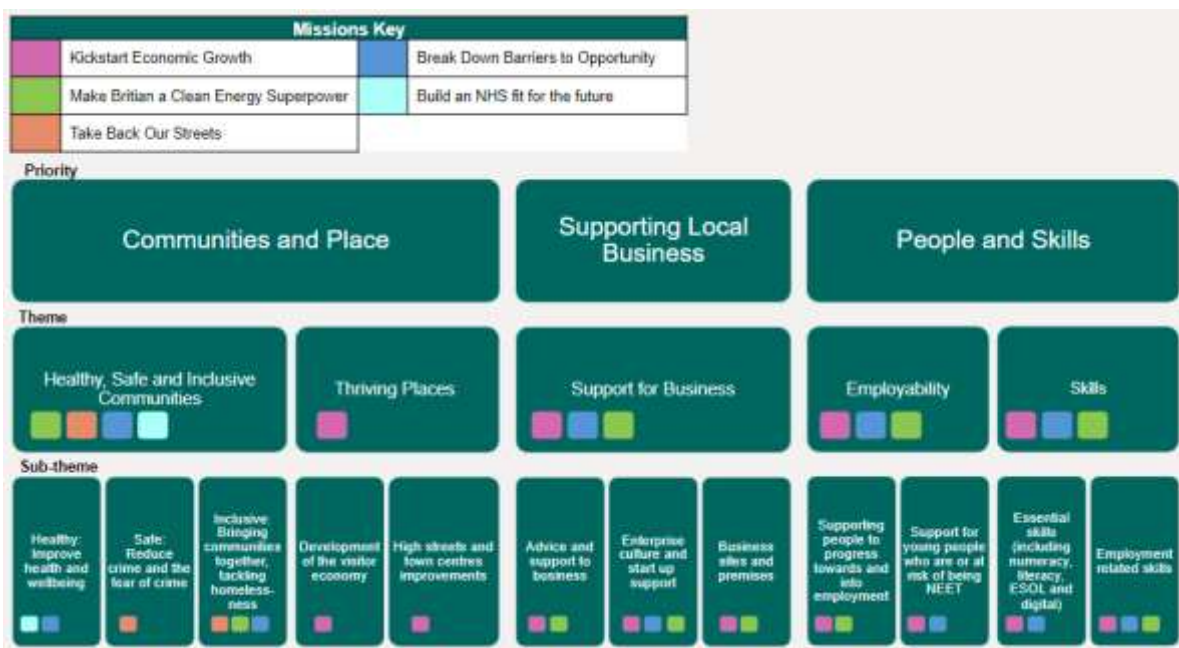 Missions Key
Kickstart Economic Growth
Break Down Barriers to Opportunity
Make Britian a Clean Energy Superpower
Build an NHS fit for the future
Take Back Our Streets
Priority
Communities and Place
Supporting Local
Business
People and Skills
Theme
Healthy, Safe and Inclusive
Communities
Thriving Places
Support for Business
Employability
Skills
Sub-theme
Healthy:
Improve
health and
wellbeing
Safe:
Reduce
crime and the
fear of crime
Inclusive:
Bringing
communities
together,
tackling
homeless-
ness
Development
of the visitor
economy
High streets and
town centres
improvements
Advice and
support to
business
Enterprise
culture and
start up
support
Business
sites and
premises
Supporting
people to
progress
towards and
into
employment
Support for
young people
who are or at
risk of being
NEET
Essential
skills
(including
numeracy,
literacy,
ESOL and
digital)
Employment
related skills